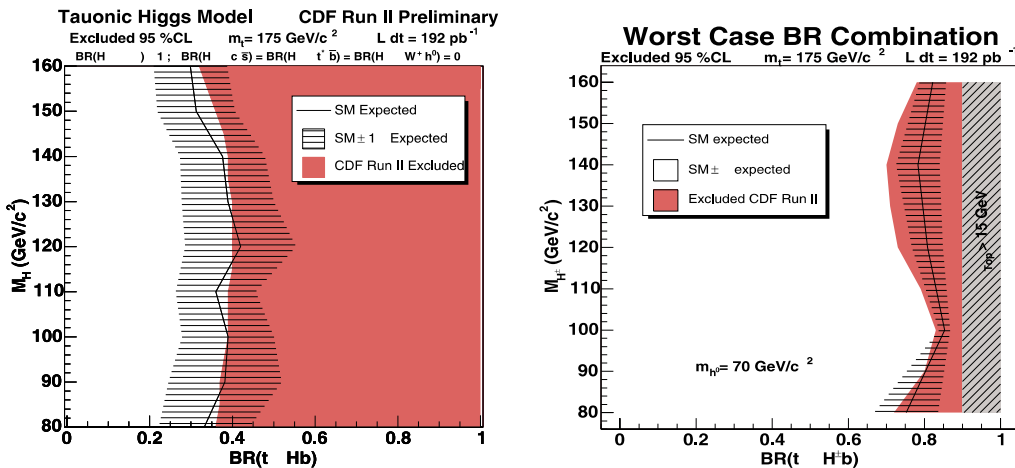 Tauonic Higgs Model CDF Run II Preliminary
Excluded 95 %CL m_t = 175 GeV/c² L dt = 192 pb⁻¹
BR(H ) 1 ; BR(H c s̅) = BR(H t* b̅) = BR(H W⁺ h⁰) = 0
160
150
140
130
120
110
100
90
80
M_H (GeV/c²)
SM Expected
SM ± 1 Expected
CDF Run II Excluded
0 0.2 0.4 0.6 0.8 1
BR(t Hb)
Worst Case BR Combination
Excluded 95 %CL m_t = 175 GeV/c² L dt = 192 pb⁻¹
160
150
140
130
120
110
100
90
80
M_H± (GeV/c²)
SM expected
SM ± expected
Excluded CDF Run II
Top > 15 GeV
m_h⁰ = 70 GeV/c²
0 0.2 0.4 0.6 0.8 1
BR(t H±b)